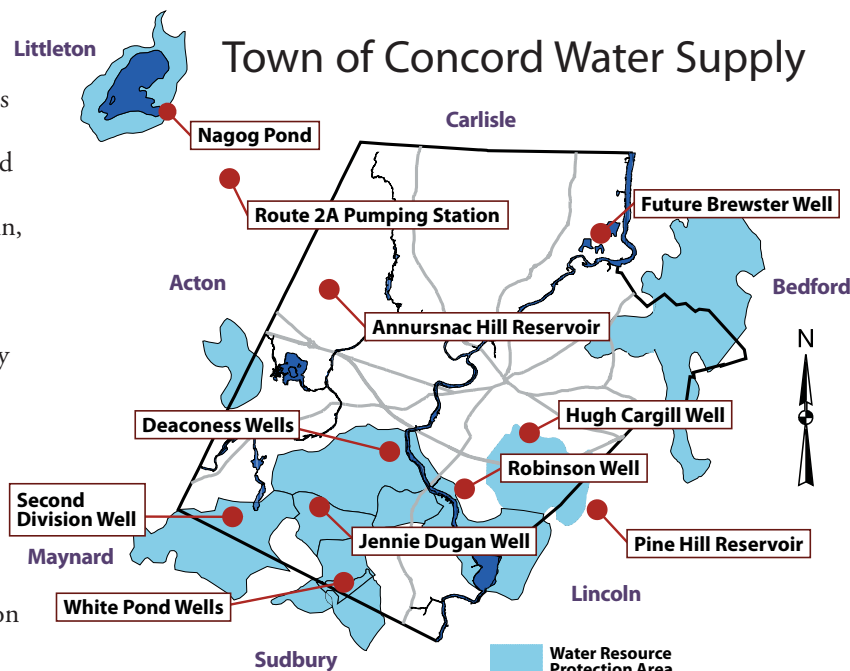 Town of Concord Water Supply
Littleton
s
Carlisle
Nagog Pond
d
Future Brewster Well
Route 2A Pumping Station
n,
Acton
Bedford
Annursnac Hill Reservoir
N
y
Hugh Cargill Well
Deaconess Wells
Robinson Well
Second
Division Well
Jennie Dugan Well
Pine Hill Reservoir
Maynard
Lincoln
White Pond Wells
on
Sudbury
Water Resource
Protection Area